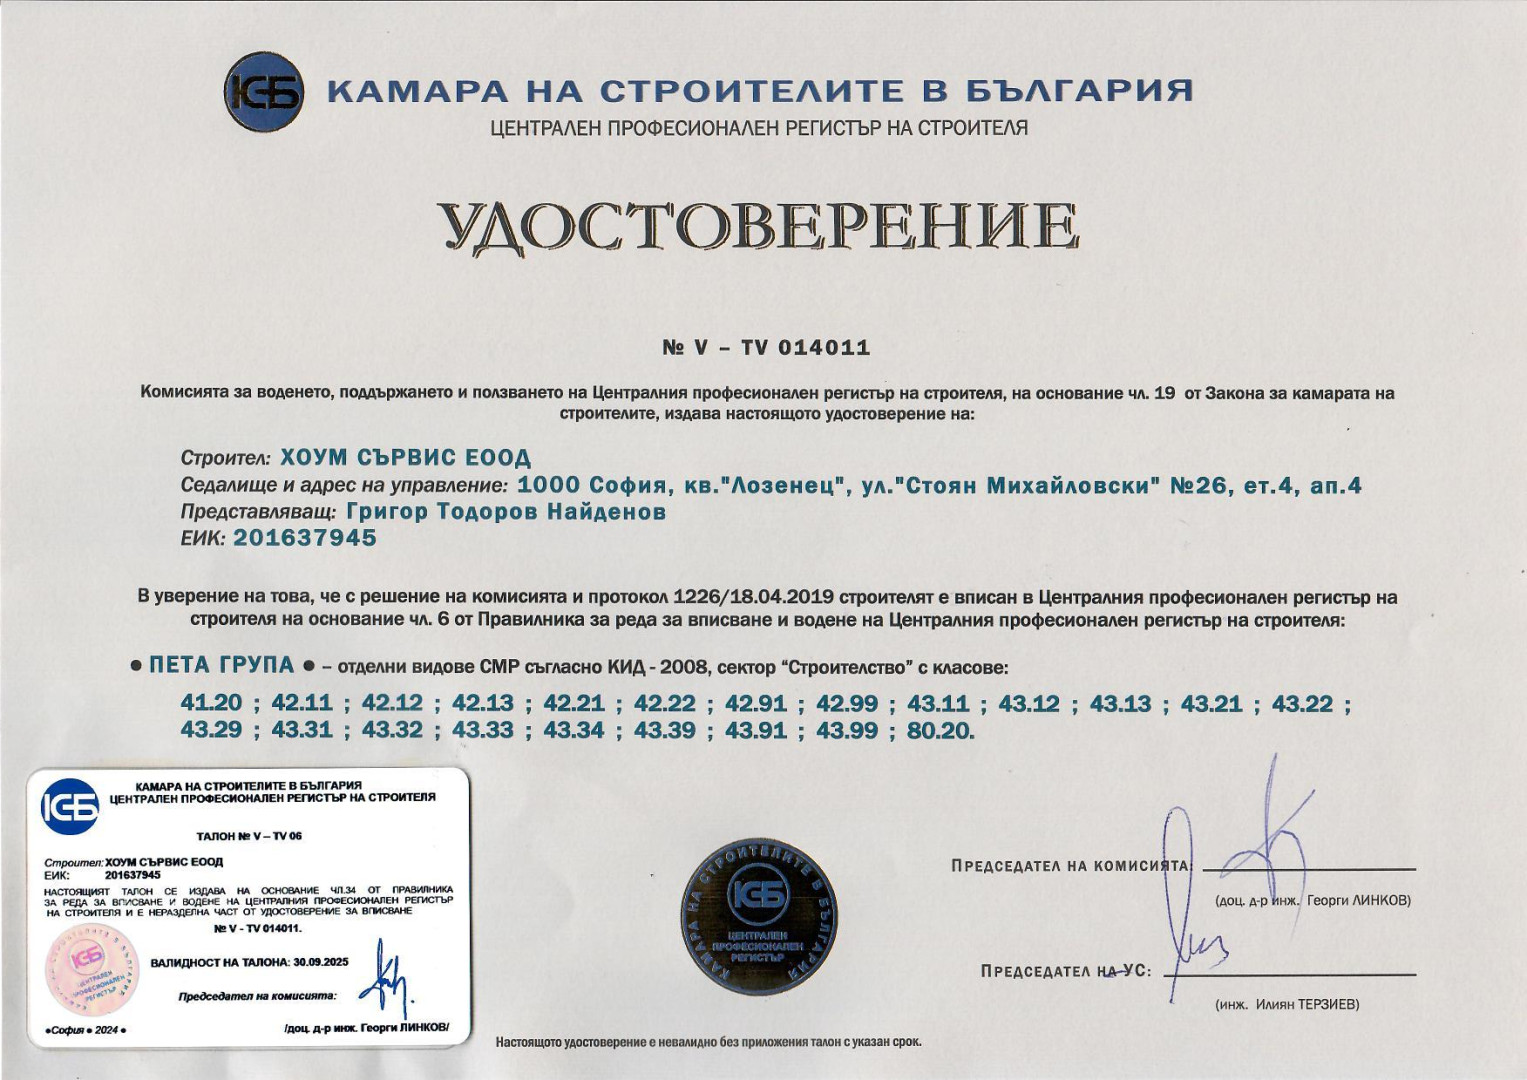 КСБ КАМАРА НА СТРОИТЕЛИТЕ В БЪЛГАРИЯ
ЦЕНТРАЛЕН ПРОФЕСИОНАЛЕН РЕГИСТЪР НА СТРОИТЕЛЯ
УДОСТОВЕРЕНИЕ
№ V – TV 014011
Комисията за воденето, поддържането и ползването на Централния професионален регистър на строителя, на основание чл. 19 от Закона за камарата на
строителите, издава настоящото удостоверение на:
Строител: ХОУМ СЪРВИС ЕООД
Седалище и адрес на управление: 1000 София, кв."Лозенец", ул."Стоян Михайловски" №26, ет.4, ап.4
Представляващ: Григор Тодоров Найденов
ЕИК: 201637945
В уверение на това, че с решение на комисията и протокол 1226/18.04.2019 строителят е вписан в Централния професионален регистър на
строителя на основание чл. 6 от Правилника за реда за вписване и водене на Централния професионален регистър на строителя:
● ПЕТА ГРУПА ● – отделни видове СМР съгласно КИД - 2008, сектор “Строителство” с класове:
41.20 ; 42.11 ; 42.12 ; 42.13 ; 42.21 ; 42.22 ; 42.91 ; 42.99 ; 43.11 ; 43.12 ; 43.13 ; 43.21 ; 43.22 ;
43.29 ; 43.31 ; 43.32 ; 43.33 ; 43.34 ; 43.39 ; 43.91 ; 43.99 ; 80.20.
КСБ
КАМАРА НА СТРОИТЕЛИТЕ В БЪЛГАРИЯ
ЦЕНТРАЛЕН ПРОФЕСИОНАЛЕН РЕГИСТЪР НА СТРОИТЕЛЯ
ТАЛОН № V – TV 06
Строител: ХОУМ СЪРВИС ЕООД
ЕИК: 201637945
НАСТОЯЩИЯТ ТАЛОН СЕ ИЗДАВА НА ОСНОВАНИЕ ЧЛ.34 ОТ ПРАВИЛНИКА
ЗА РЕДА ЗА ВПИСВАНЕ И ВОДЕНЕ НА ЦЕНТРАЛНИЯ ПРОФЕСИОНАЛЕН РЕГИСТЪР
НА СТРОИТЕЛЯ И Е НЕРАЗДЕЛНА ЧАСТ ОТ УДОСТОВЕРЕНИЕ ЗА ВПИСВАНЕ
№ V - TV 014011.
КСБ
ЦЕНТРАЛЕН
ПРОФЕСИОНАЛЕН
РЕГИСТЪР
ВАЛИДНОСТ НА ТАЛОНА: 30.09.2025
Председател на комисията:
/доц. д-р инж. Георги ЛИНКОВ/
●София ● 2024 ●
КАМАРА НА СТРОИТЕЛИТЕ В БЪЛГАРИЯ
КСБ
ЦЕНТРАЛЕН
ПРОФЕСИОНАЛЕН
РЕГИСТЪР
ПРЕДСЕДАТЕЛ НА КОМИСИЯТА:
(доц. д-р инж. Георги ЛИНКОВ)
ПРЕДСЕДАТЕЛ НА УС:
(инж. Илиян ТЕРЗИЕВ)
Настоящото удостоверение е невалидно без приложения талон с указан срок.